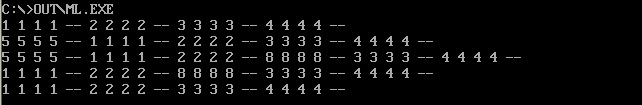 C:\>OUT\ML.EXE
1 1 1 1 -- 2 2 2 2 -- 3 3 3 3 -- 4 4 4 4 --
5 5 5 5 -- 1 1 1 1 -- 2 2 2 2 -- 3 3 3 3 -- 4 4 4 4 --
5 5 5 5 -- 1 1 1 1 -- 2 2 2 2 -- 8 8 8 8 -- 3 3 3 3 -- 4 4 4 4 --
1 1 1 1 -- 2 2 2 2 -- 8 8 8 8 -- 3 3 3 3 -- 4 4 4 4 --
1 1 1 1 -- 2 2 2 2 -- 3 3 3 3 -- 4 4 4 4 --